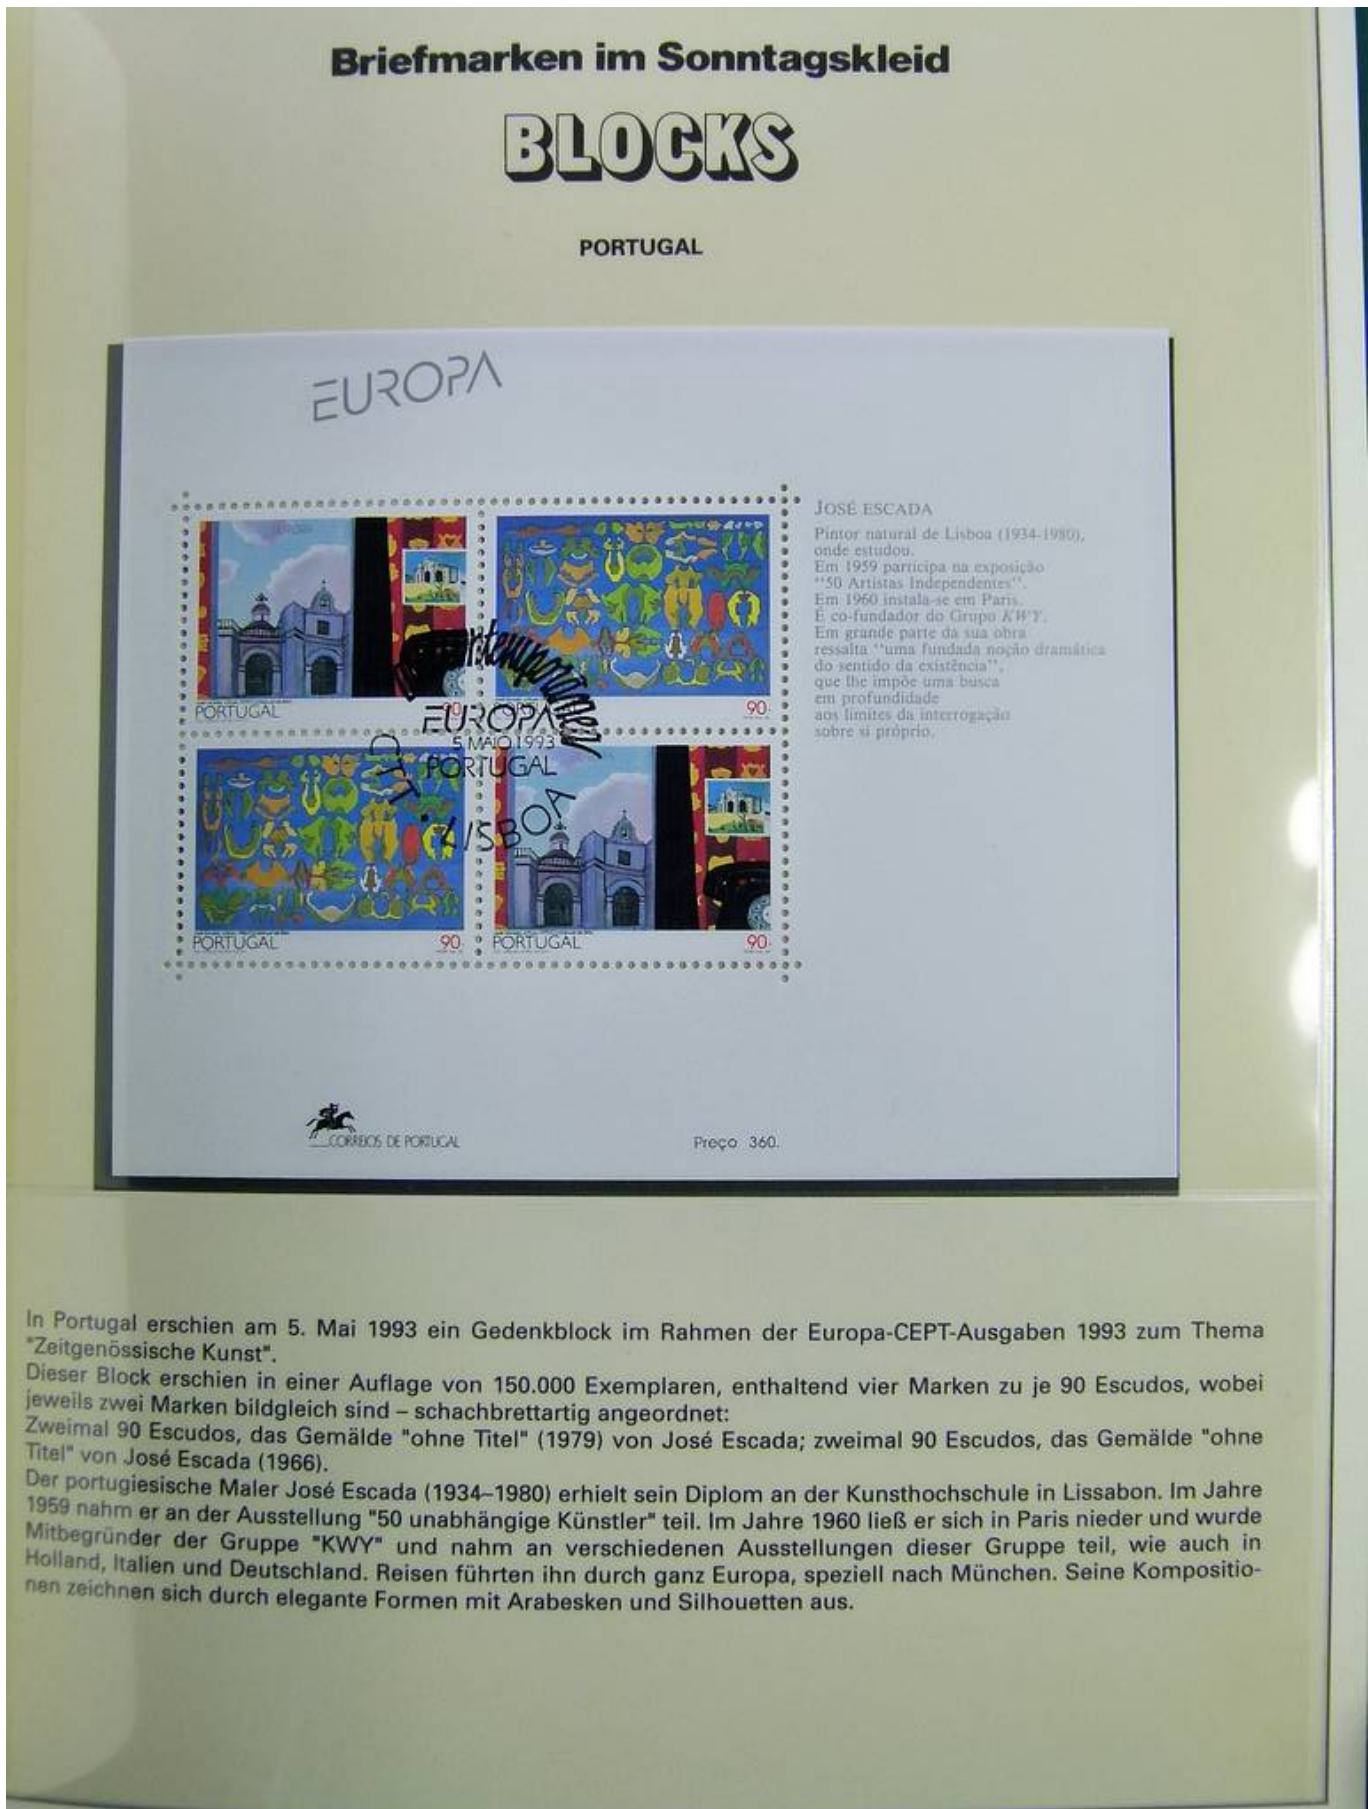 Briefmarken im Sonntagskleid
BLOCKS
PORTUGAL
EUROPA
JOSÉ ESCADA
Pintor natural de Lisboa (1934-1980),
onde estudou.
Em 1959 participa na exposição
"50 Artistas Independentes".
Em 1960 instala-se em Paris.
É co-fundador do Grupo KWY.
Em grande parte da sua obra
ressalta "uma fundada noção dramática
do sentido da existência",
que lhe impõe uma busca
em profundidade
aos limites da interrogação
sobre si próprio.
PORTUGAL 90.
PORTUGAL 90.
EUROPA
5 MAIO 1993
PORTUGAL
CTT · LISBOA
PORTUGAL 90.
PORTUGAL 90.
CORREIOS DE PORTUGAL
Preço 360.
In Portugal erschien am 5. Mai 1993 ein Gedenkblock im Rahmen der Europa-CEPT-Ausgaben 1993 zum Thema
"Zeitgenössische Kunst".
Dieser Block erschien in einer Auflage von 150.000 Exemplaren, enthaltend vier Marken zu je 90 Escudos, wobei
jeweils zwei Marken bildgleich sind – schachbrettartig angeordnet:
Zweimal 90 Escudos, das Gemälde "ohne Titel" (1979) von José Escada; zweimal 90 Escudos, das Gemälde "ohne
Titel" von José Escada (1966).
Der portugiesische Maler José Escada (1934–1980) erhielt sein Diplom an der Kunsthochschule in Lissabon. Im Jahre
1959 nahm er an der Ausstellung "50 unabhängige Künstler" teil. Im Jahre 1960 ließ er sich in Paris nieder und wurde
Mitbegründer der Gruppe "KWY" und nahm an verschiedenen Ausstellungen dieser Gruppe teil, wie auch in
Holland, Italien und Deutschland. Reisen führten ihn durch ganz Europa, speziell nach München. Seine Kompositio-
nen zeichnen sich durch elegante Formen mit Arabesken und Silhouetten aus.